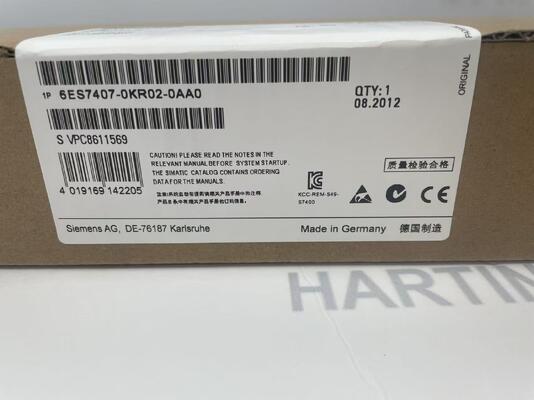 1P 6ES7407-0KR02-0AA0
QTY: 1
08.2012
ORIGINAL
S VPC8611569
CAUTION! PLEASE READ THE NOTES IN THE
RELEVANT MANUAL BEFORE SYSTEM STARTUP.
THE SIMATIC CATALOG CONTAINS ORDERING
DATA FOR THE MANUALS.
质量检验合格
4 019169 142205
KCC-REM-S49-
S7400
Siemens AG, DE-76187 Karlsruhe
Made in Germany 德国制造
HARTIN